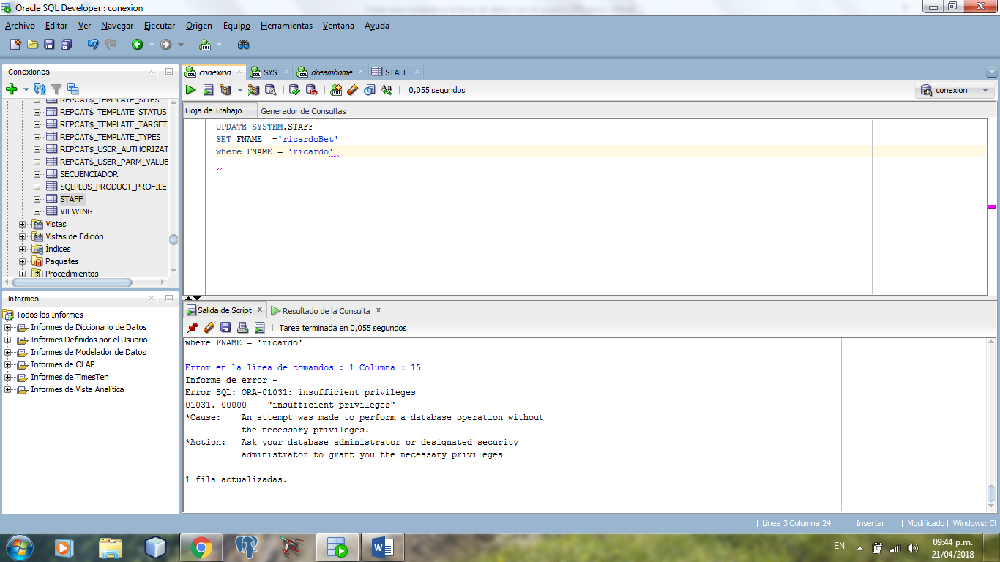 Oracle SQL Developer : conexion
Archivo Editar Ver Navegar Ejecutar Origen Equipo Herramientas Ventana Ayuda
Conexiones
REPCAT$_TEMPLATE_SITES
REPCAT$_TEMPLATE_STATUS
REPCAT$_TEMPLATE_TARGET
REPCAT$_TEMPLATE_TYPES
REPCAT$_USER_AUTHORIZAT
REPCAT$_USER_PARM_VALUE
SECUENCIADOR
SQLPLUS_PRODUCT_PROFILE
STAFF
VIEWING
Vistas
Vistas de Edición
Índices
Paquetes
Procedimientos
Informes
Todos los Informes
Informes de Diccionario de Datos
Informes Definidos por el Usuario
Informes de Modelador de Datos
Informes de OLAP
Informes de TimesTen
Informes de Vista Analítica
conexion SYS dreamhome STAFF
0,055 segundos
conexion
Hoja de Trabajo Generador de Consultas
UPDATE SYSTEM.STAFF
SET FNAME ='ricardoBet'
where FNAME = 'ricardo'
Salida de Script Resultado de la Consulta
Tarea terminada en 0,055 segundos
where FNAME = 'ricardo'
Error en la línea de comandos : 1 Columna : 15
Informe de error -
Error SQL: ORA-01031: insufficient privileges
01031. 00000 - "insufficient privileges"
*Cause: An attempt was made to perform a database operation without
the necessary privileges.
*Action: Ask your database administrator or designated security
administrator to grant you the necessary privileges
1 fila actualizadas.
Línea 3 Columna 24 Insertar Modificado Windows: CF
EN
09:44 p.m.
21/04/2018